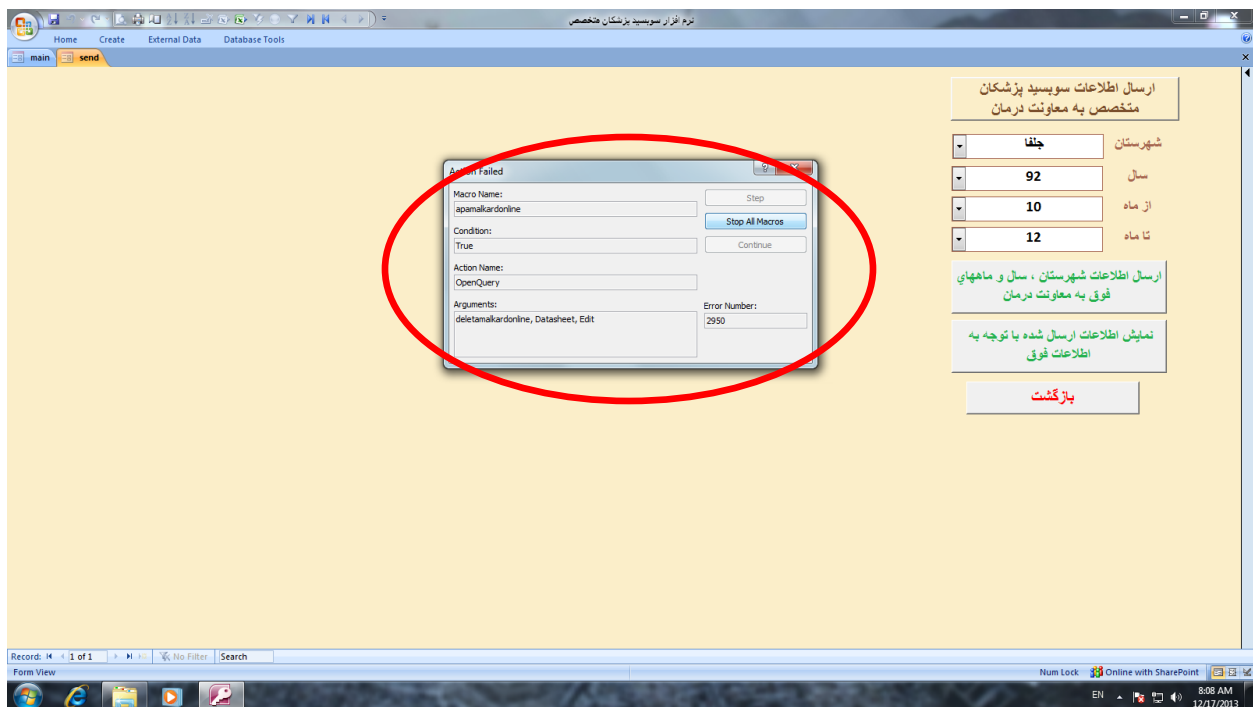 نرم افزار سوبسید پزشکان متخصص
Home Create External Data Database Tools
main send
ارسال اطلاعات سوبسید پزشکان
متخصص به معاونت درمان
شهرستان جلفا
سال 92
از ماه 10
تا ماه 12
ارسال اطلاعات شهرستان ، سال و ماههاي
فوق به معاونت درمان
نمایش اطلاعات ارسال شده با توجه به
اطلاعات فوق
بازگشت
Action Failed
Macro Name:
apamalkardonline
Condition:
True
Action Name:
OpenQuery
Arguments:
deletamalkardonline, Datasheet, Edit
Step
Stop All Macros
Continue
Error Number:
2950
Record: 1 of 1 No Filter Search
Form View Num Lock Online with SharePoint
EN 8:08 AM
12/17/2013